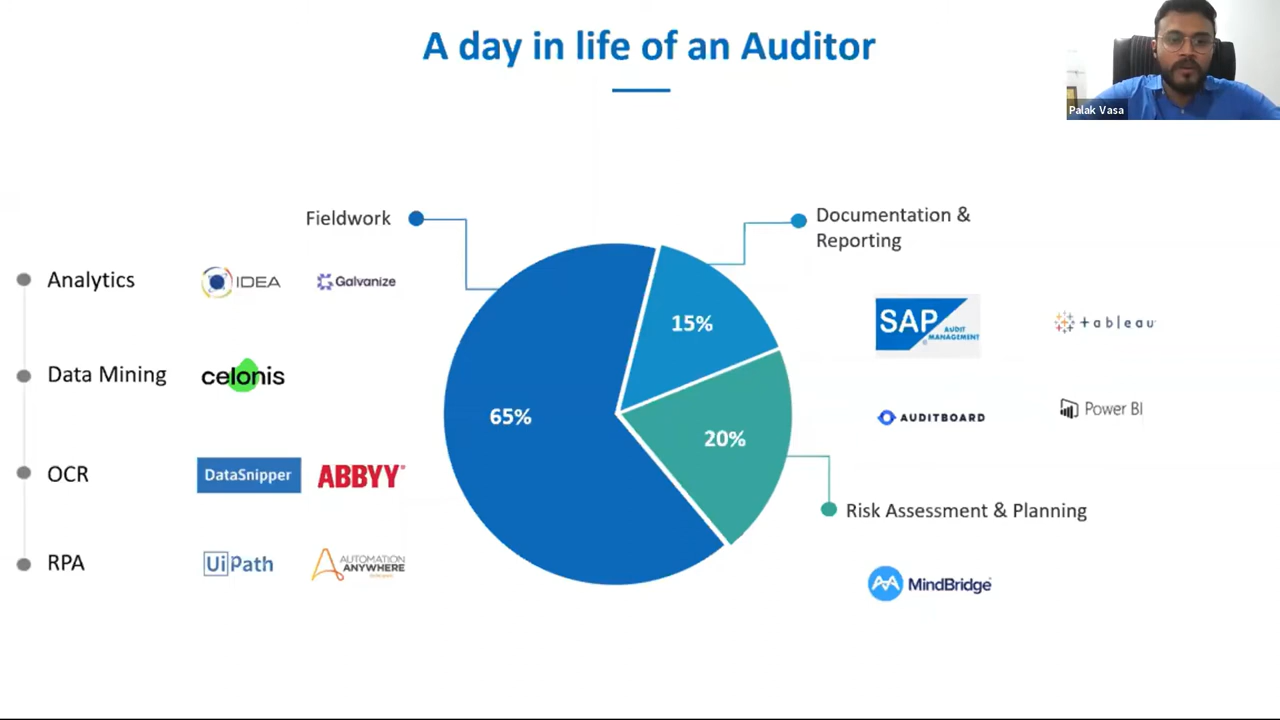 A day in life of an Auditor
Palak Vasa
Fieldwork
Documentation &
Reporting
Analytics
IDEA
Galvanize
Data Mining
celonis
OCR
DataSnipper
ABBYY
RPA
UiPath
AUTOMATION
ANYWHERE
65%
15%
20%
SAP
AUDIT
MANAGEMENT
+ableau
AUDITBOARD
Power BI
Risk Assessment & Planning
MindBridge